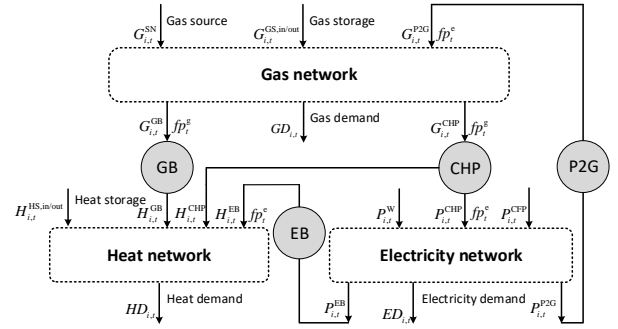 Gas source
Gas storage
G_{i,t}^{SN}
G_{i,t}^{GS,in/out}
G_{i,t}^{P2G}
fp_t^e
Gas network
G_{i,t}^{GB}
fp_t^g
Gas demand
GD_{i,t}
G_{i,t}^{CHP}
fp_t^g
GB
CHP
P2G
Heat storage
H_{i,t}^{HS,in/out}
H_{i,t}^{GB}
H_{i,t}^{CHP}
H_{i,t}^{EB}
fp_t^e
EB
P_{i,t}^{W}
P_{i,t}^{CHP}
fp_t^e
P_{i,t}^{CFP}
Heat network
Electricity network
Heat demand
HD_{i,t}
P_{i,t}^{EB}
Electricity demand
ED_{i,t}
P_{i,t}^{P2G}